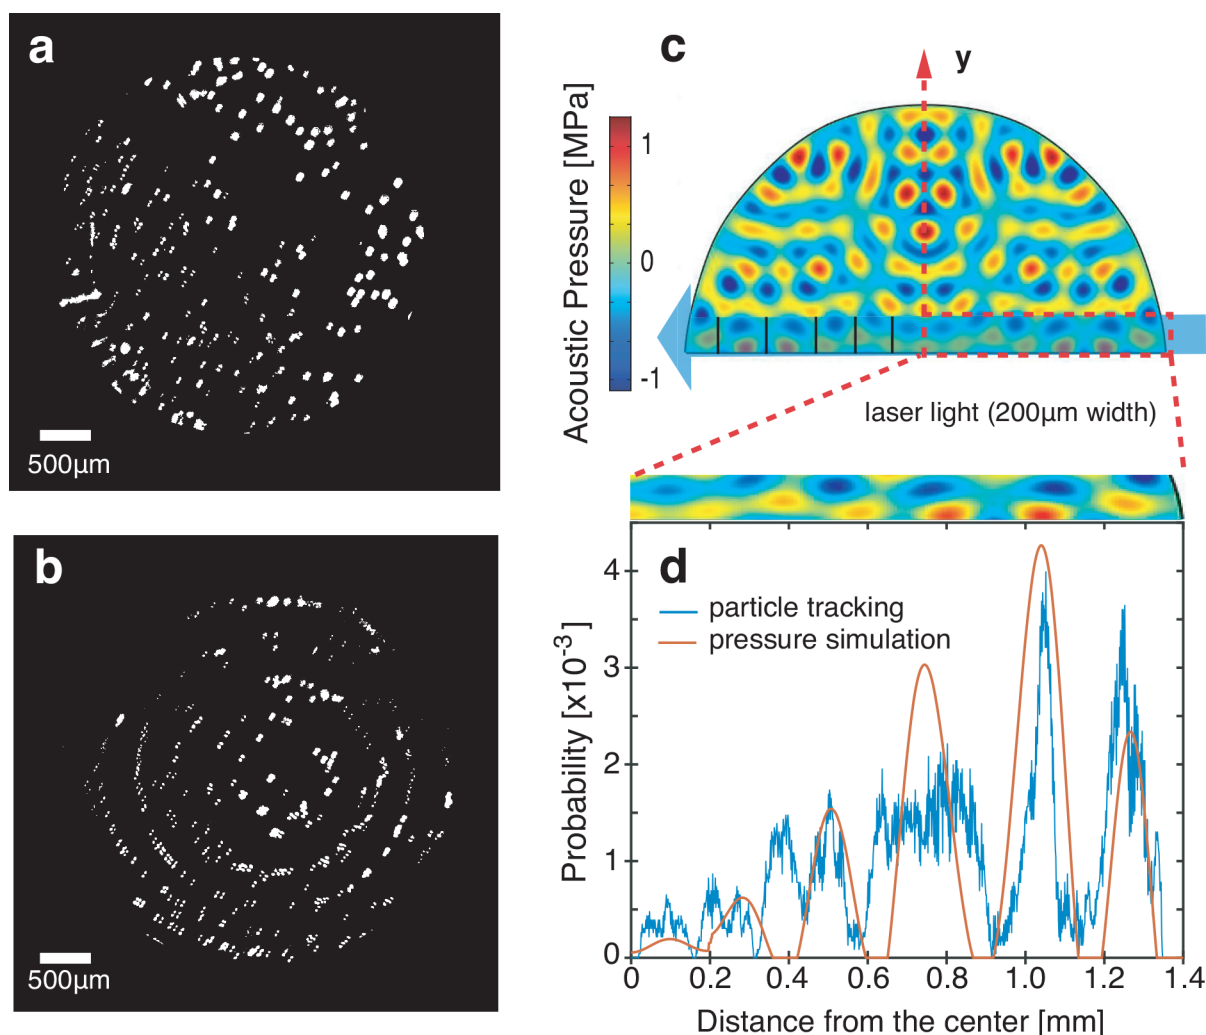 a
500µm
b
500µm
c
y
Acoustic Pressure [MPa]
1
0
-1
laser light (200µm width)
d
particle tracking
pressure simulation
Probability [x10⁻³]
4
3
2
1
0
0 0.2 0.4 0.6 0.8 1.0 1.2 1.4
Distance from the center [mm]